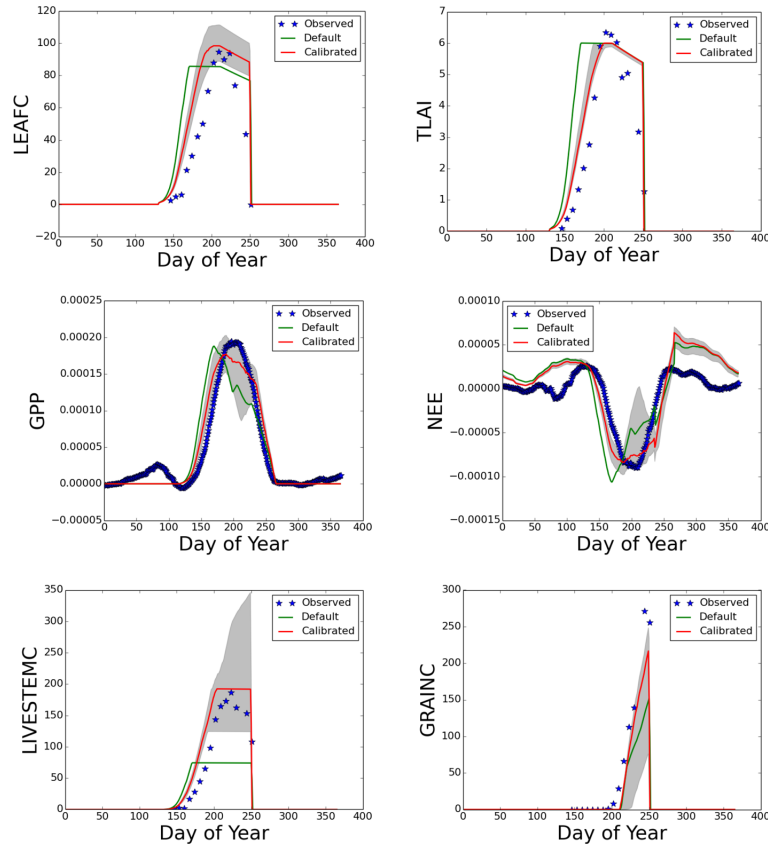 120
100
80
60
40
20
0
−20
LEAFC
Observed
Default
Calibrated
0 50 100 150 200 250 300 350 400
Day of Year
7
6
5
4
3
2
1
0
TLAI
Observed
Default
Calibrated
0 50 100 150 200 250 300 350 400
Day of Year
0.00025
0.00020
0.00015
0.00010
0.00005
0.00000
−0.00005
GPP
Observed
Default
Calibrated
0 50 100 150 200 250 300 350 400
Day of Year
0.00010
0.00005
0.00000
−0.00005
−0.00010
−0.00015
NEE
Observed
Default
Calibrated
0 50 100 150 200 250 300 350 400
Day of Year
350
300
250
200
150
100
50
0
LIVESTEMC
Observed
Default
Calibrated
0 50 100 150 200 250 300 350 400
Day of Year
300
250
200
150
100
50
0
GRAINC
Observed
Default
Calibrated
0 50 100 150 200 250 300 350 400
Day of Year